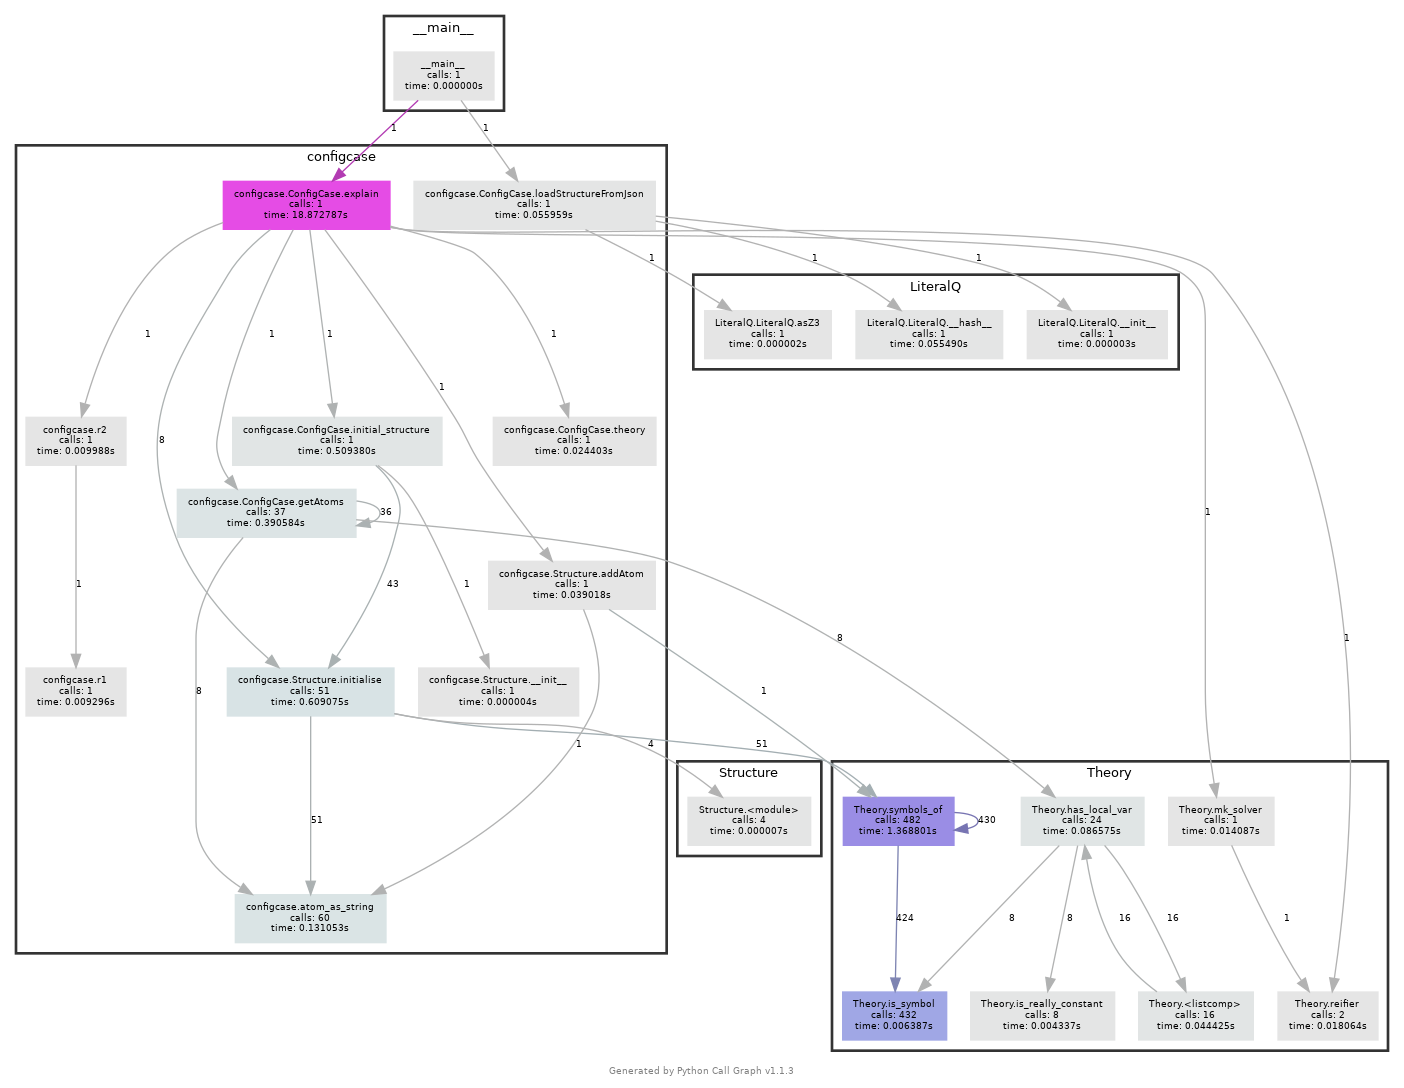 __main__
__main__
calls: 1
time: 0.000000s
1
1
configcase
configcase.ConfigCase.explain
calls: 1
time: 18.872787s
configcase.ConfigCase.loadStructureFromJson
calls: 1
time: 0.055959s
1
1
1
LiteralQ
LiteralQ.LiteralQ.asZ3
calls: 1
time: 0.000002s
LiteralQ.LiteralQ.__hash__
calls: 1
time: 0.055490s
LiteralQ.LiteralQ.__init__
calls: 1
time: 0.000003s
1
1
1
1
1
configcase.r2
calls: 1
time: 0.009988s
8
configcase.ConfigCase.initial_structure
calls: 1
time: 0.509380s
configcase.ConfigCase.theory
calls: 1
time: 0.024403s
configcase.ConfigCase.getAtoms
calls: 37
time: 0.390584s
36
1
1
43
1
configcase.Structure.addAtom
calls: 1
time: 0.039018s
8
1
configcase.r1
calls: 1
time: 0.009296s
8
configcase.Structure.initialise
calls: 51
time: 0.609075s
configcase.Structure.__init__
calls: 1
time: 0.000004s
1
1
4
51
Structure
Structure.<module>
calls: 4
time: 0.000007s
Theory
Theory.symbols_of
calls: 482
time: 1.368801s
430
Theory.has_local_var
calls: 24
time: 0.086575s
Theory.mk_solver
calls: 1
time: 0.014087s
51
configcase.atom_as_string
calls: 60
time: 0.131053s
424
8
8
16
16
1
Theory.is_symbol
calls: 432
time: 0.006387s
Theory.is_really_constant
calls: 8
time: 0.004337s
Theory.<listcomp>
calls: 16
time: 0.044425s
Theory.reifier
calls: 2
time: 0.018064s
Generated by Python Call Graph v1.1.3